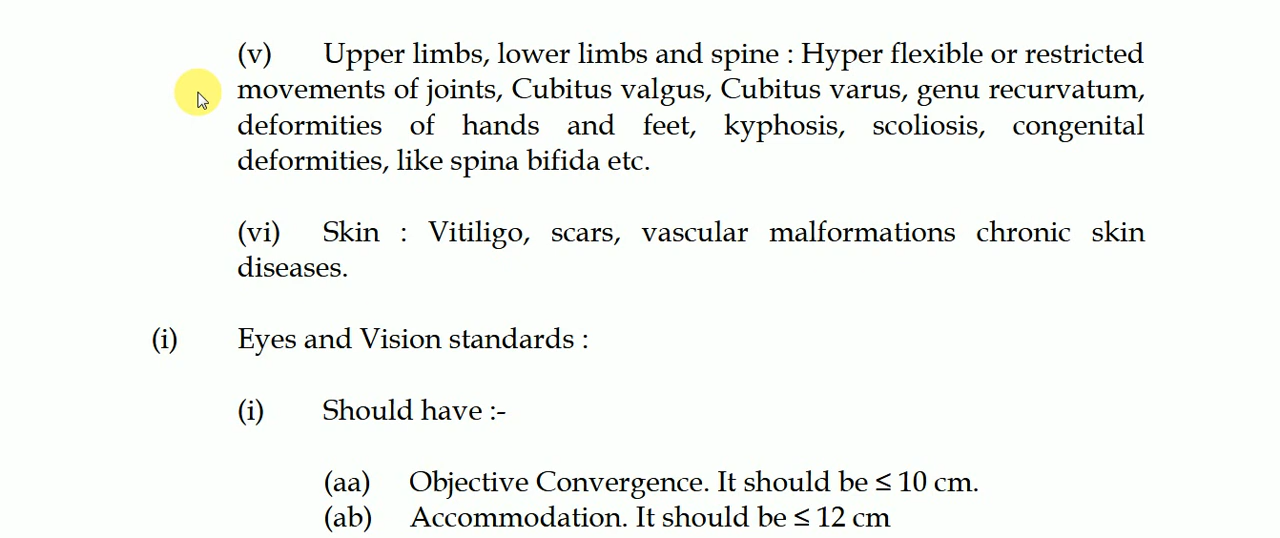 (v) Upper limbs, lower limbs and spine : Hyper flexible or restricted
movements of joints, Cubitus valgus, Cubitus varus, genu recurvatum,
deformities of hands and feet, kyphosis, scoliosis, congenital
deformities, like spina bifida etc.
(vi) Skin : Vitiligo, scars, vascular malformations chronic skin
diseases.
(i) Eyes and Vision standards :
(i) Should have :-
(aa) Objective Convergence. It should be ≤ 10 cm.
(ab) Accommodation. It should be ≤ 12 cm